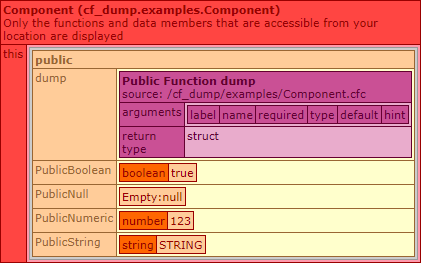 Component (cf_dump.examples.Component)
Only the functions and data members that are accessible from your
location are displayed
this
public
dump
Public Function dump
source: /cf_dump/examples/Component.cfc
arguments label name required type default hint
return type struct
PublicBoolean boolean true
PublicNull Empty:null
PublicNumeric number 123
PublicString string STRING